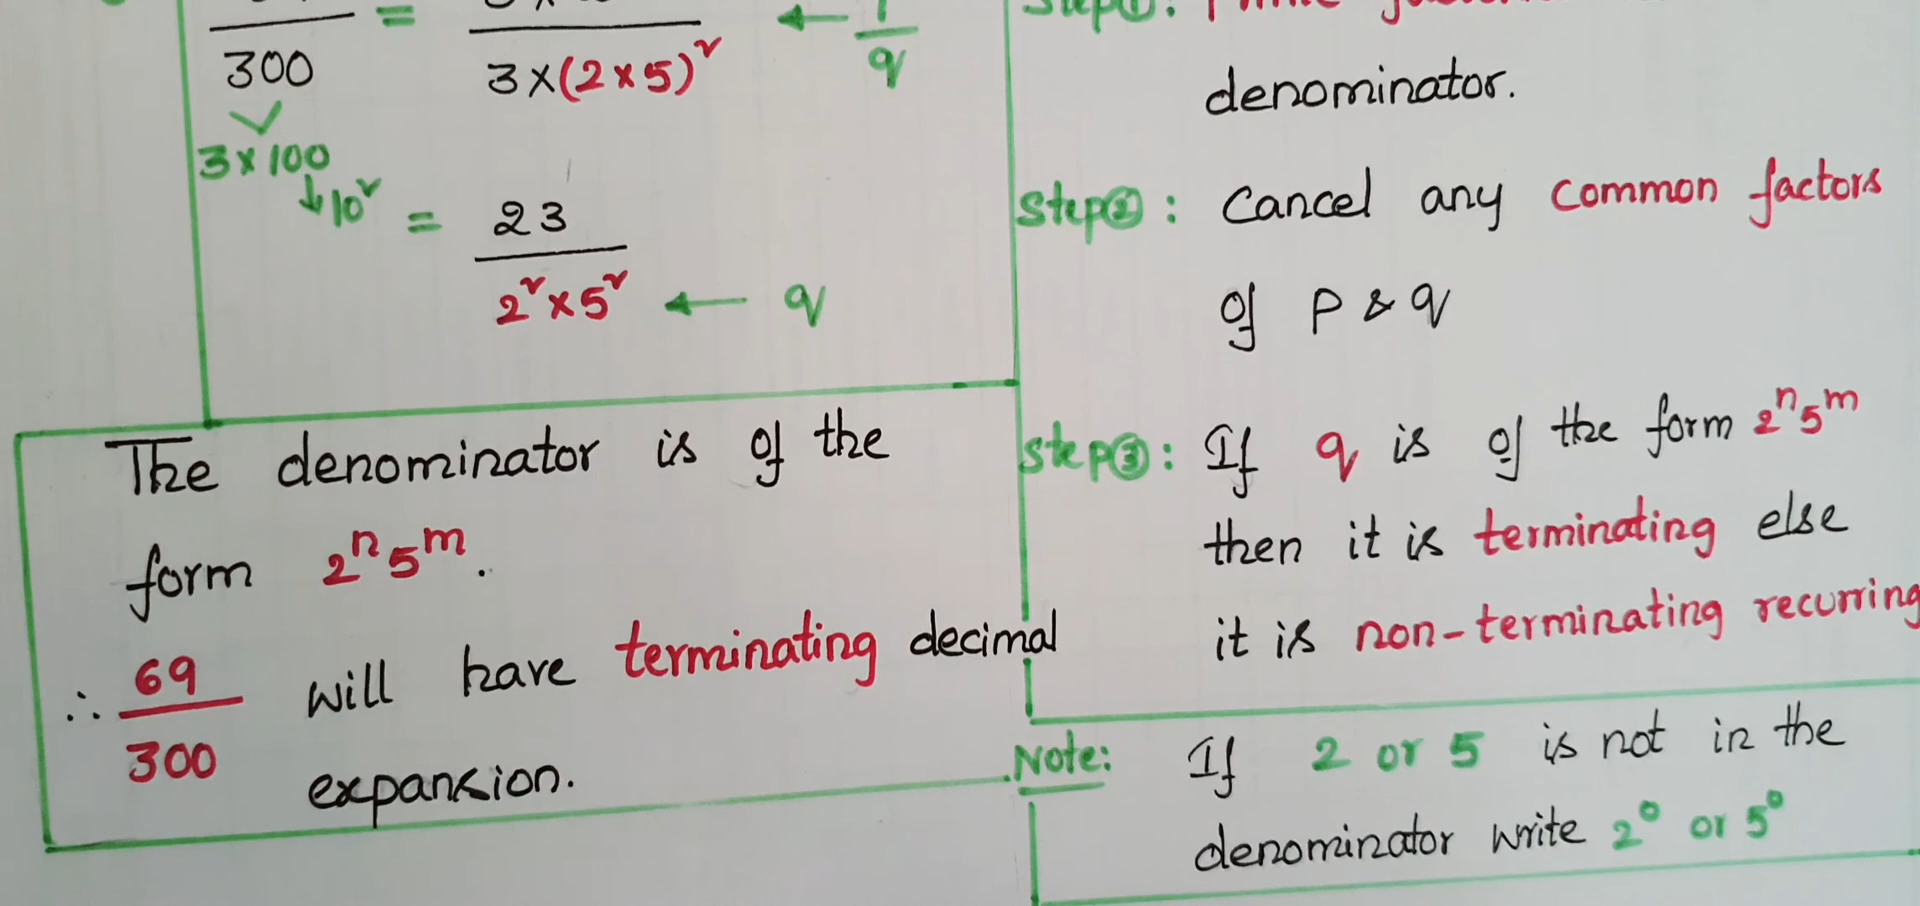 300
=
3×(2×5)²
←
q
3×100
↓10²
=
23
2²×5² ← q
The denominator is of the
form 2ⁿ5ᵐ.
∴ 69
300
will have terminating decimal
expansion.
Step①:
denominator.
Step②: Cancel any common factors
of P & q
Step③: If q is of the form 2ⁿ5ᵐ
then it is terminating else
it is non-terminating recurring
Note: If 2 or 5 is not in the
denominator write 2⁰ or 5⁰